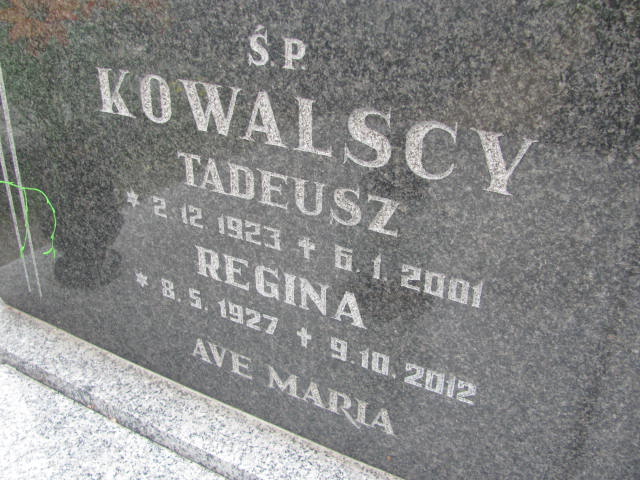 Ś.P.
KOWALSCY
TADEUSZ
* 2.12.1923 ✝ 6.1.2001
REGINA
* 8.5.1927 ✝ 9.10.2012
AVE MARIA